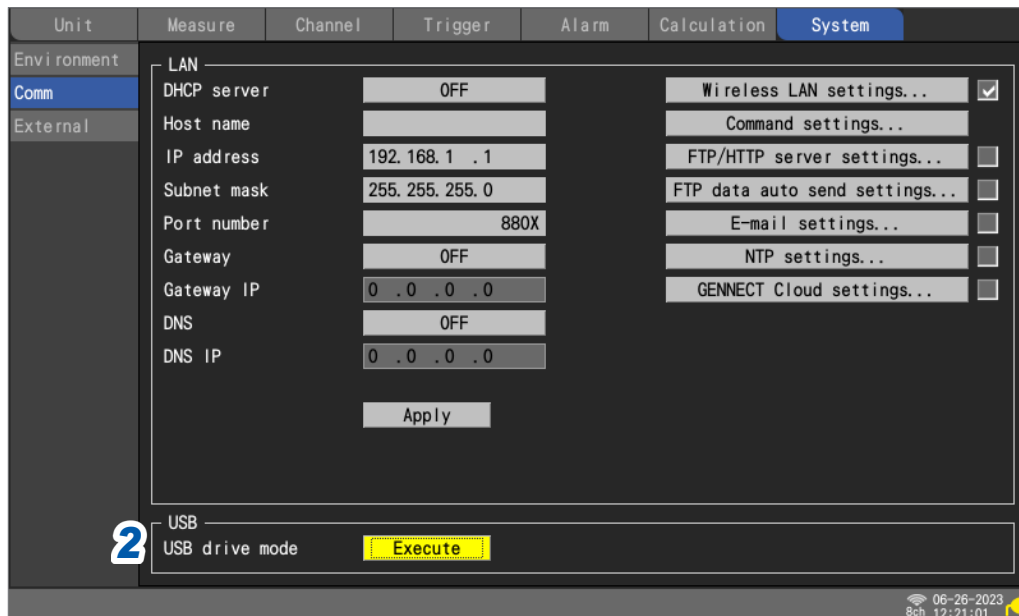 Unit Measure Channel Trigger Alarm Calculation System
Environment
Comm
External
LAN
DHCP server OFF
Host name
IP address 192.168.1 .1
Subnet mask 255.255.255.0
Port number 880X
Gateway OFF
Gateway IP 0 .0 .0 .0
DNS OFF
DNS IP 0 .0 .0 .0
Apply
Wireless LAN settings...
Command settings...
FTP/HTTP server settings...
FTP data auto send settings...
E-mail settings...
NTP settings...
GENNECT Cloud settings...
USB
2 USB drive mode Execute
06-26-2023
8ch 12:21:01